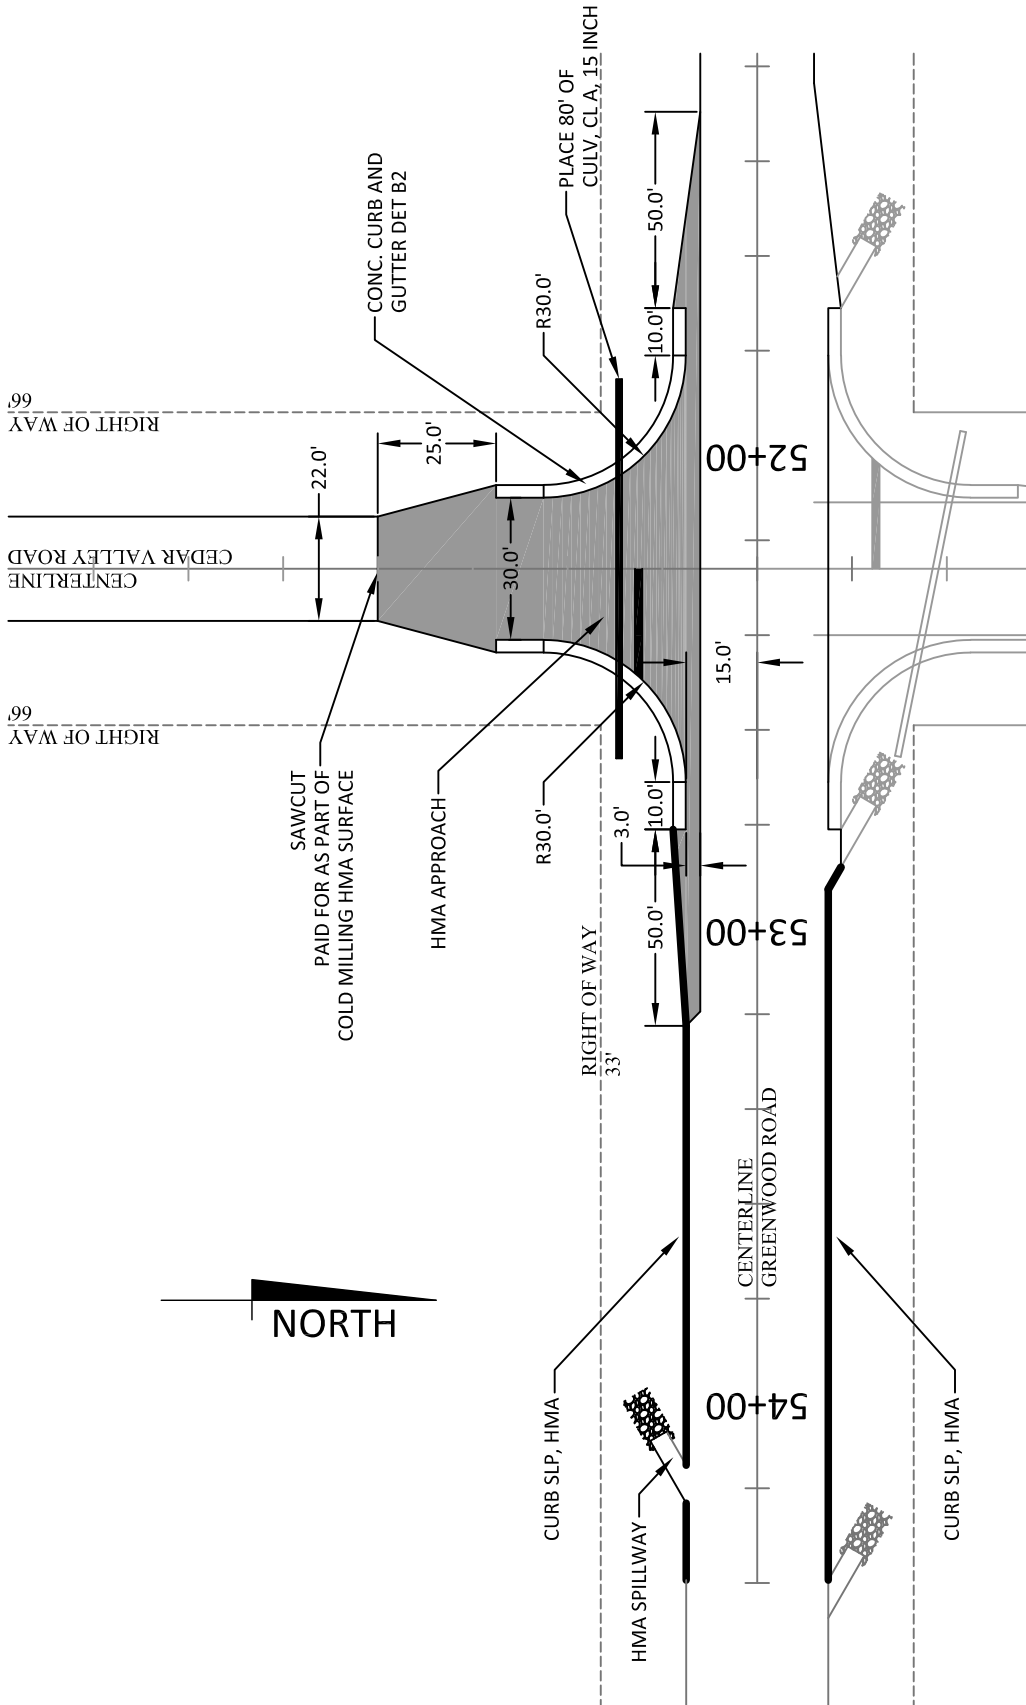 PLACE 80' OF
CULV, CL A, 15 INCH
CONC. CURB AND
GUTTER DET B2
R30.0'
50.0'
10.0'
66'
RIGHT OF WAY
25.0'
22.0'
52+00
CENTERLINE
CEDAR VALLEY ROAD
30.0'
15.0'
66'
RIGHT OF WAY
SAWCUT
PAID FOR AS PART OF
COLD MILLING HMA SURFACE
HMA APPROACH
R30.0'
3.0'
10.0'
50.0'
53+00
RIGHT OF WAY
33'
CENTERLINE
GREENWOOD ROAD
NORTH
54+00
CURB SLP, HMA
HMA SPILLWAY
CURB SLP, HMA